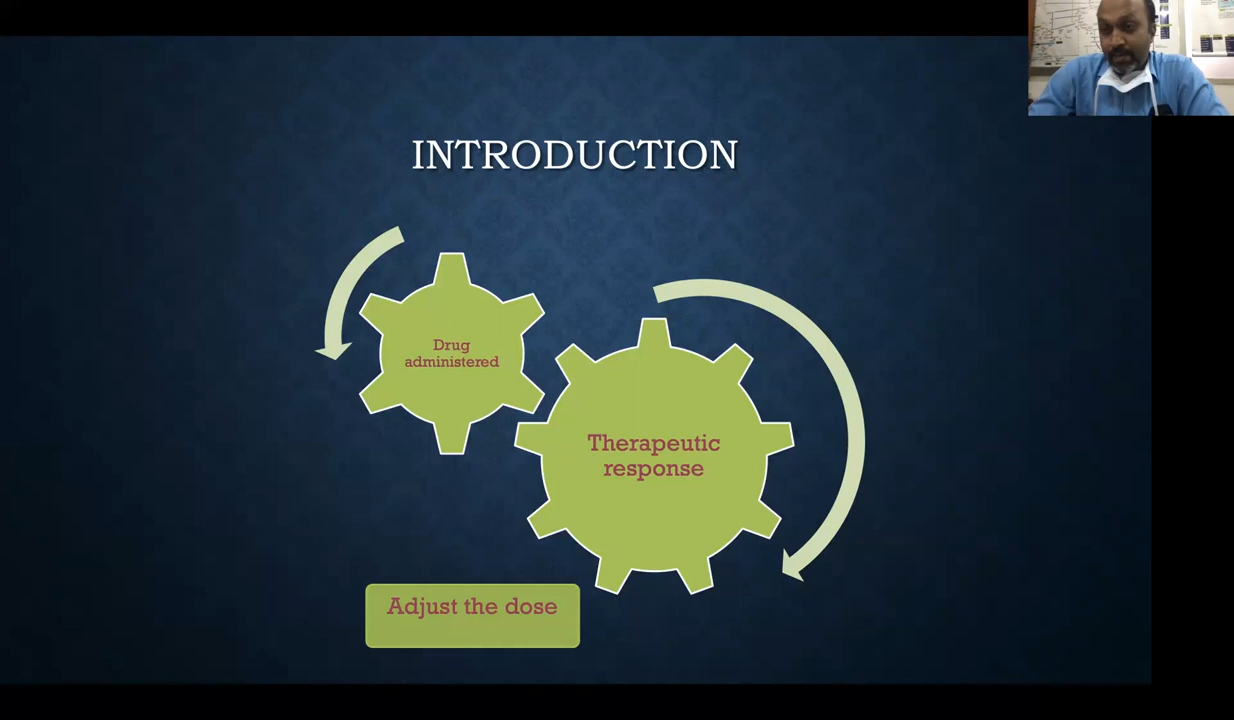 INTRODUCTION
Drug
administered
Therapeutic
response
Adjust the dose